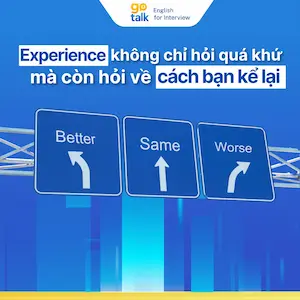 go talk
English
for Interview
Experience không chỉ hỏi quá khứ
mà còn hỏi về cách bạn kể lại
Better
Same
Worse